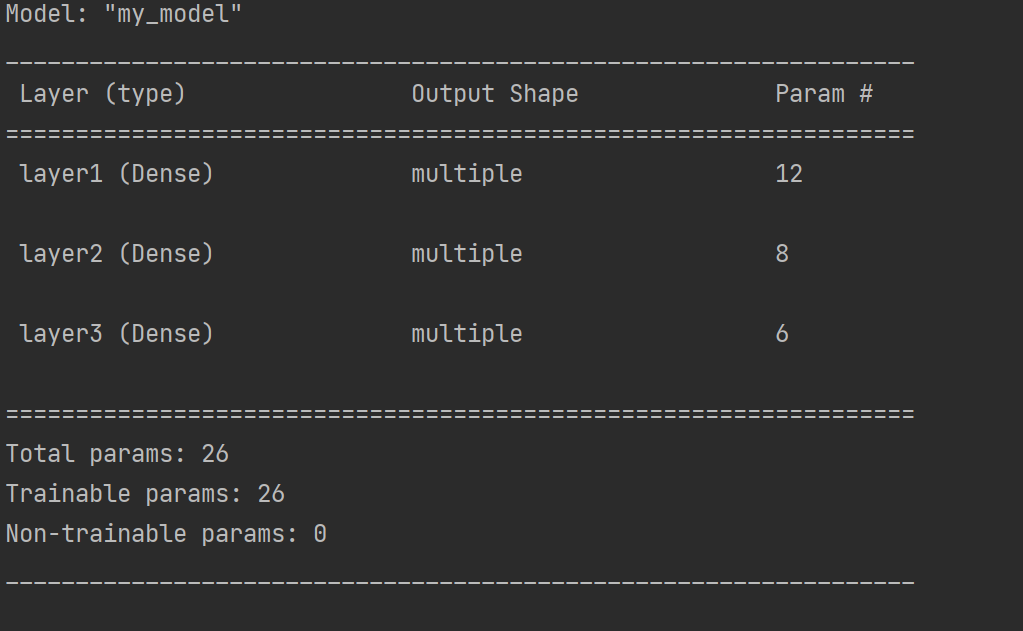 Model: "my_model"
_________________________________________________________________
 Layer (type)                Output Shape              Param #
=================================================================
 layer1 (Dense)              multiple                  12
 layer2 (Dense)              multiple                  8
 layer3 (Dense)              multiple                  6
=================================================================
Total params: 26
Trainable params: 26
Non-trainable params: 0
_________________________________________________________________